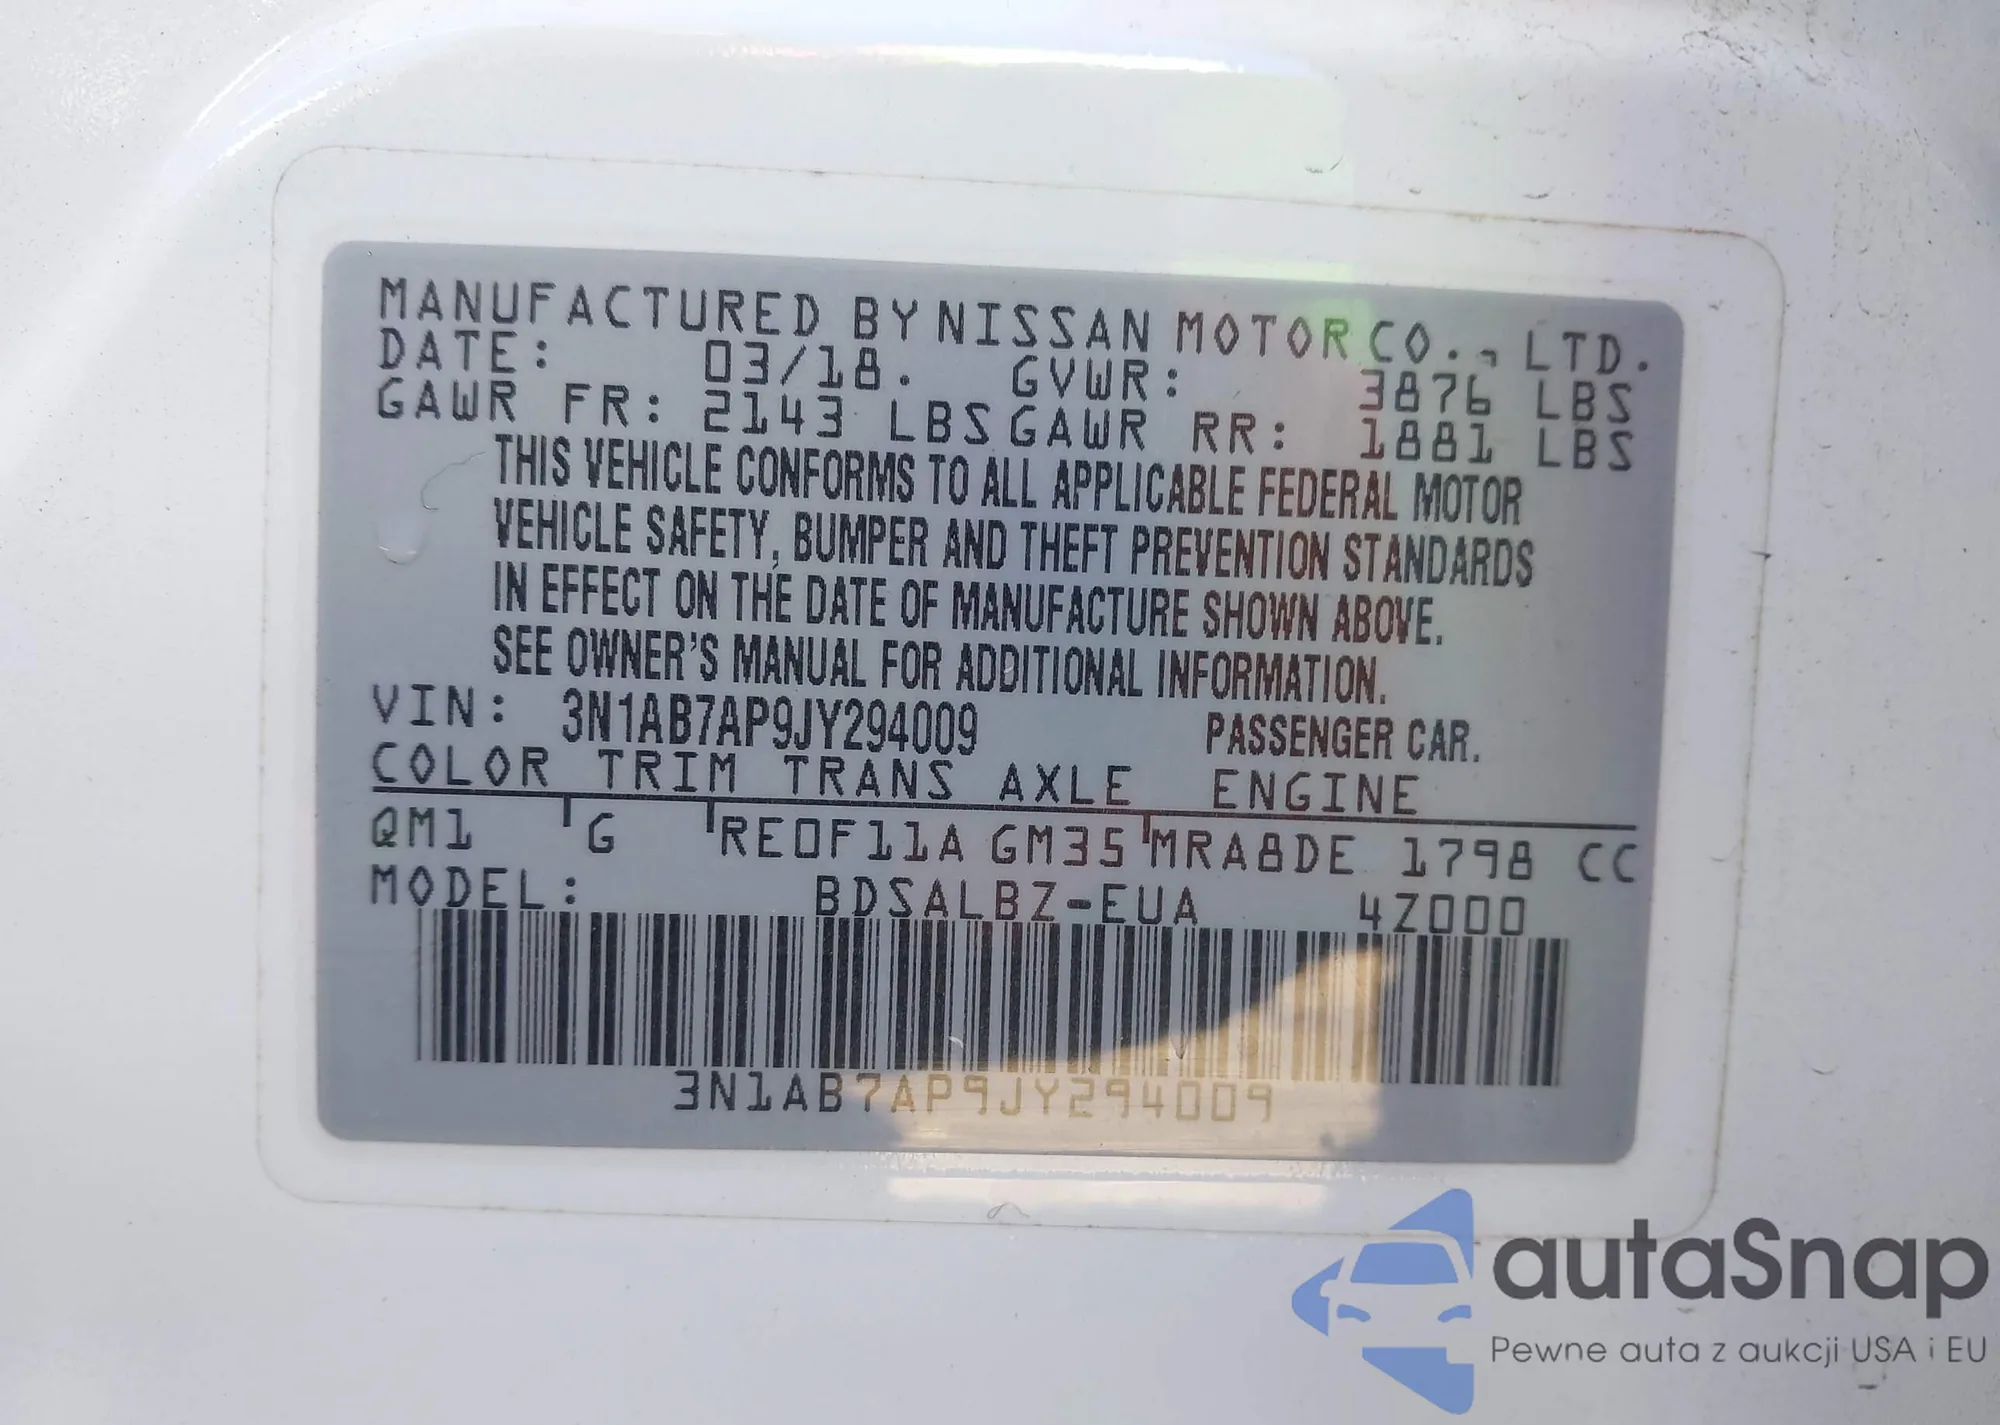 MANUFACTURED BY NISSAN MOTOR CO., LTD.
DATE: 03/18. GVWR: 3876 LBS
GAWR FR: 2143 LBS GAWR RR: 1881 LBS
THIS VEHICLE CONFORMS TO ALL APPLICABLE FEDERAL MOTOR
VEHICLE SAFETY, BUMPER AND THEFT PREVENTION STANDARDS
IN EFFECT ON THE DATE OF MANUFACTURE SHOWN ABOVE.
SEE OWNER'S MANUAL FOR ADDITIONAL INFORMATION.
VIN: 3N1AB7AP9JY294009 PASSENGER CAR.
COLOR TRIM TRANS AXLE ENGINE
QM1 G RE0F11A GM35 MRA8DE 1798 CC
MODEL: BDSALBZ-EUA 4Z000
3N1AB7AP9JY294009
autaSnap
Pewne auta z aukcji USA i EU